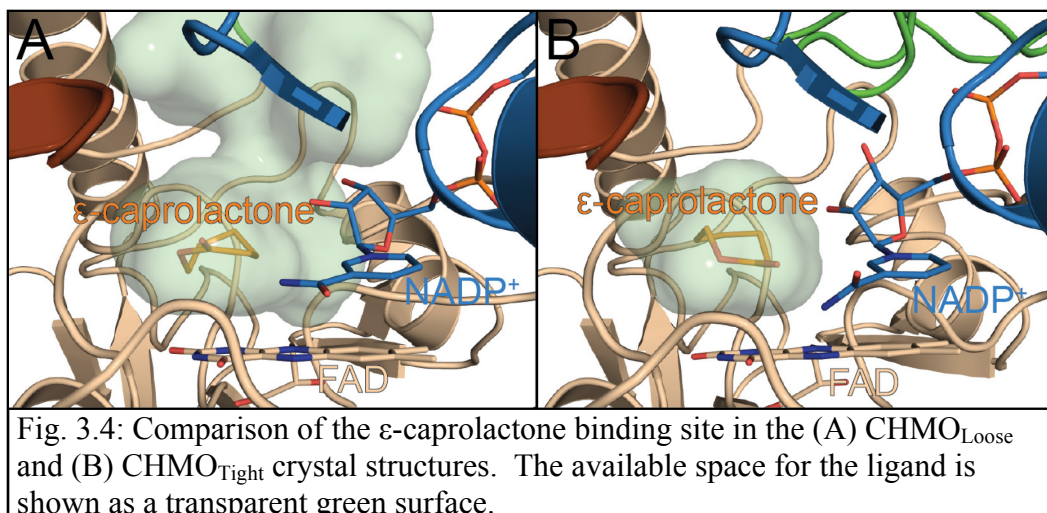 A
B
ε-caprolactone
ε-caprolactone
NADP+
NADP+
FAD
FAD
Fig. 3.4: Comparison of the ε-caprolactone binding site in the (A) CHMOLoose
and (B) CHMOTight crystal structures.  The available space for the ligand is
shown as a transparent green surface.